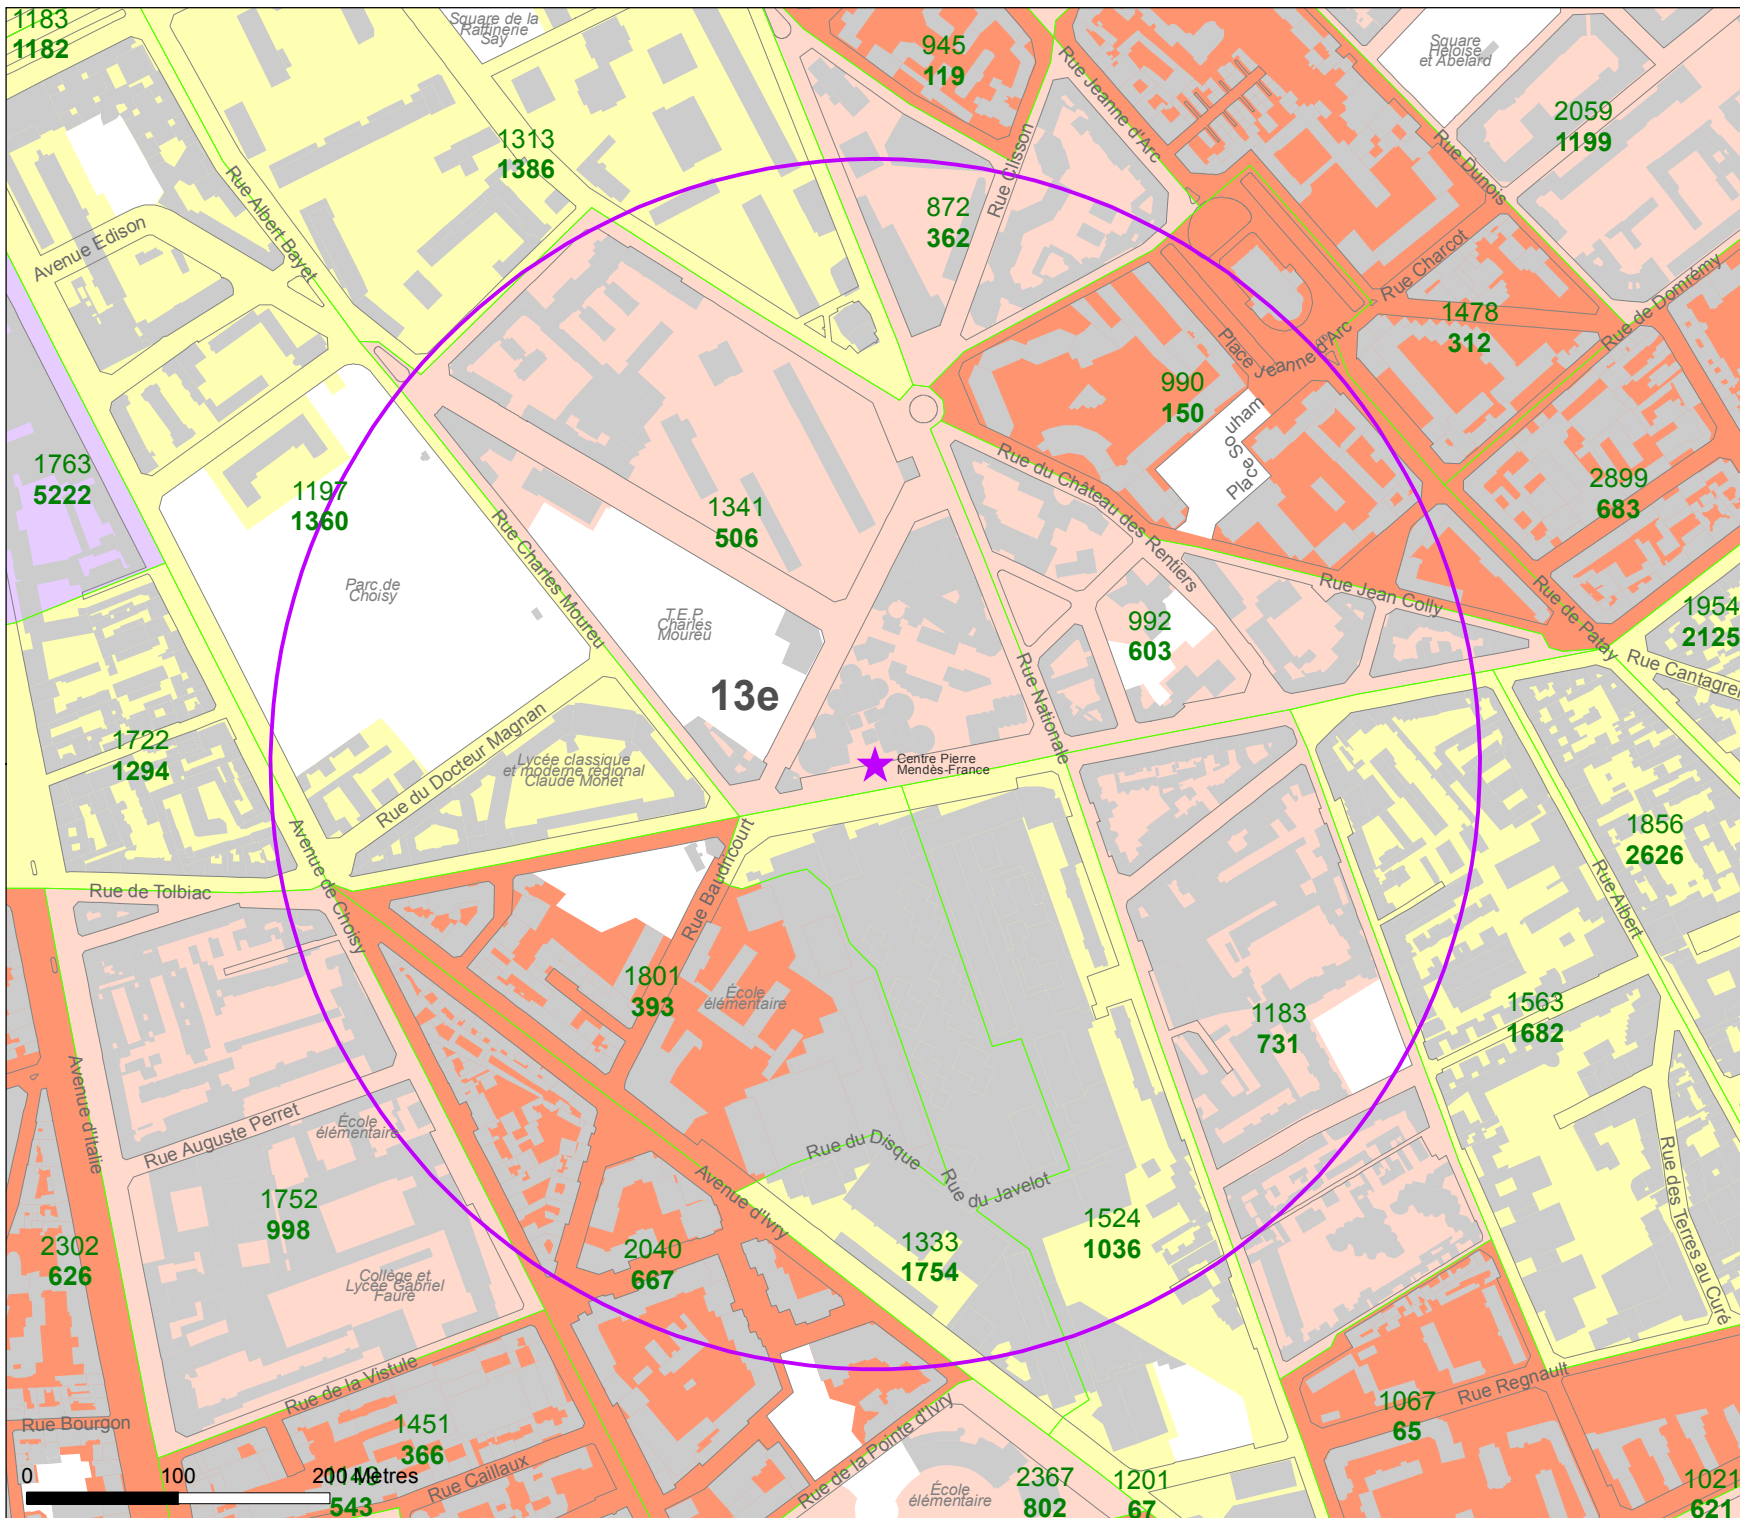 1183
1182
Square de la
Raffinerie
Say
945
119
Rue Jeanne d'Arc
Square
Héloïse
et Abélard
2059
1199
1313
1386
Rue Clisson
Rue Dunois
Rue Albert Bayet
872
362
Avenue Edison
Rue Charcot
Rue de Domrémy
1478
312
Place Jeanne d'Arc
990
150
Place Souham
1763
5222
1197
1360
Rue du Château des Rentiers
2899
683
1341
506
Rue Charles Moureu
Parc de
Choisy
T.E.P.
Charles
Moureu
Rue Jean Colly
Rue de Patay
1954
2125
992
603
Rue Cantagrel
13e
Rue Nationale
Rue du Docteur Magnan
1722
1294
Lycée classique
et moderne régional
Claude Monet
Centre Pierre
Mendès-France
1856
2626
Rue Baudricourt
Avenue de Choisy
Rue de Tolbiac
Rue Albert
1801
393
École
élémentaire
1183
731
1563
1682
Avenue d'Italie
École
élémentaire
Rue Auguste Perret
Rue du Disque
Rue du Javelot
Avenue d'Ivry
Rue des Terres au Curé
1752
998
2302
626
2040
667
1333
1754
1524
1036
Collège et
Lycée Gabriel
Fauré
Rue de la Vistule
Rue Regnault
1067
65
Rue Bourgon
1451
366
Rue de la Pointe d'Ivry
Rue Caillaux
0 100 200 Mètres
543
École
élémentaire
2367
802
1201
67
1021
621